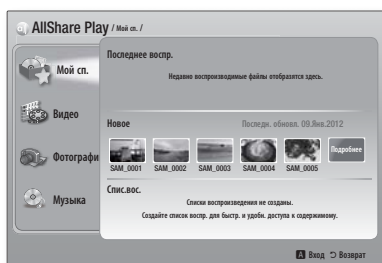 AllShare Play / Мой сп. /
Мой сп.
Видео
Фотографи
Музыка
Последнее воспр.
Недавно воспроизводимые файлы отобразятся здесь.
Новое Последн. обновл. 09.Янв.2012
SAM_0001 SAM_0002 SAM_0003 SAM_0004 SAM_0005 Подробнее
Спис.вос.
Списки воспроизведения не созданы.
Создайте список воспр. для быстр. и удобн. доступа к содержимому.
A Вход Возврат